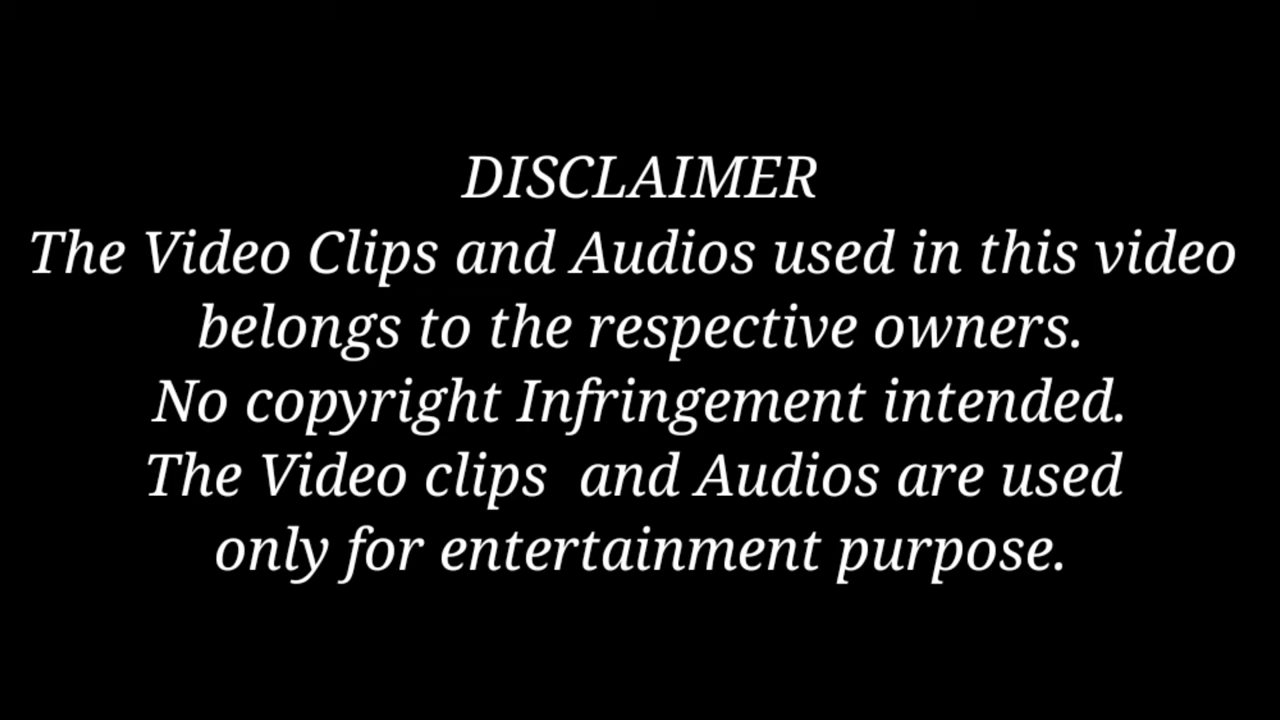 DISCLAIMER
The Video Clips and Audios used in this video
belongs to the respective owners.
No copyright Infringement intended.
The Video clips  and Audios are used
only for entertainment purpose.